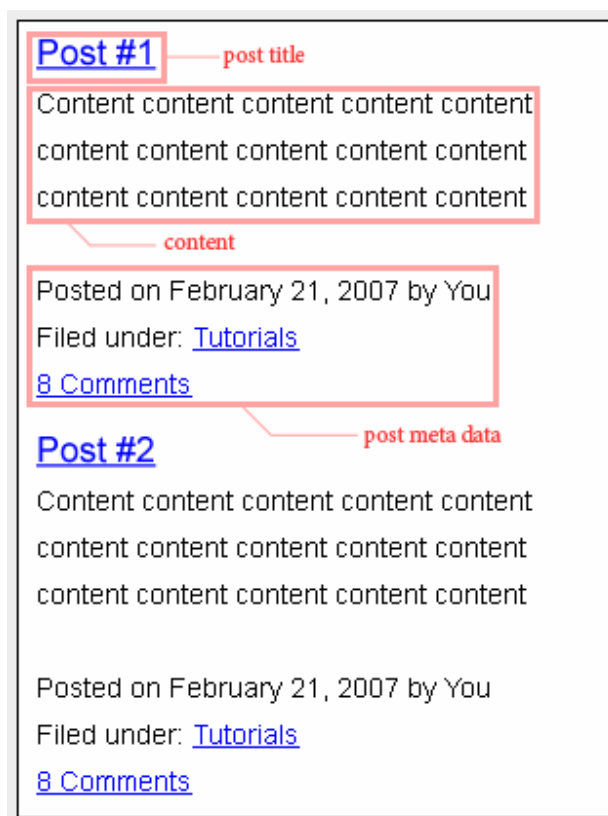 Post #1
post title
Content content content content content
content content content content content
content content content content content
content
Posted on February 21, 2007 by You
Filed under: Tutorials
8 Comments
post meta data
Post #2
Content content content content content
content content content content content
content content content content content
Posted on February 21, 2007 by You
Filed under: Tutorials
8 Comments